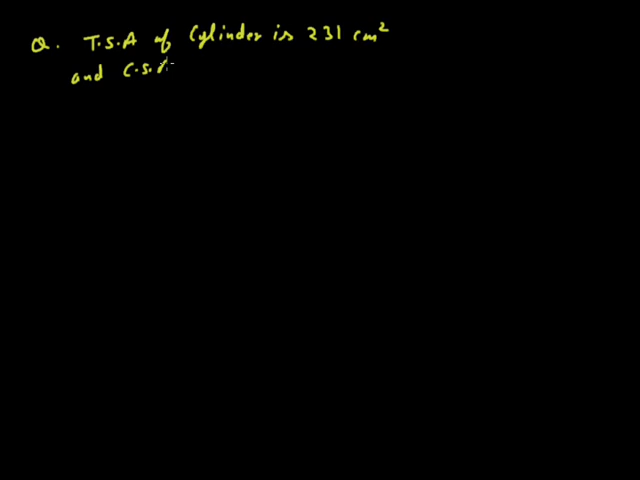 Q. T.S.A of Cylinder is 231 cm²
and C.S.A